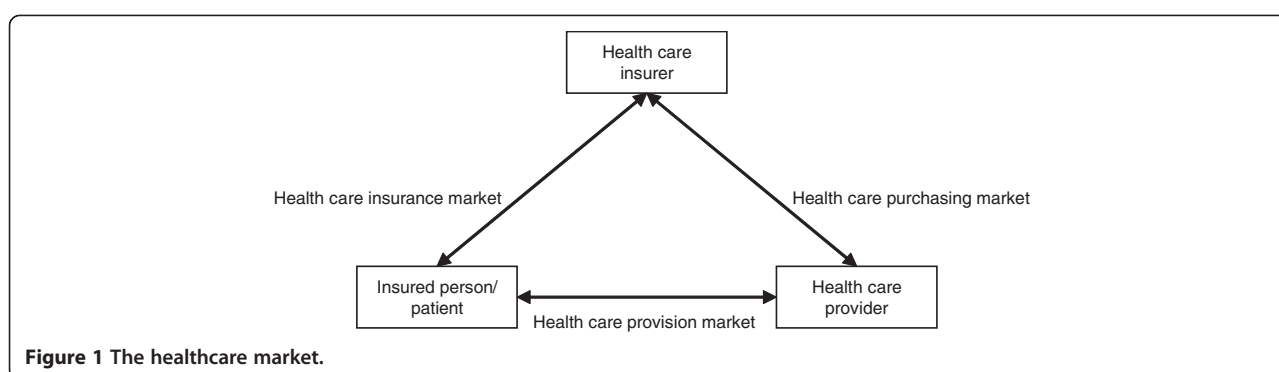 Health care
insurer
Health care insurance market
Health care purchasing market
Insured person/
patient
Health care
provider
Health care provision market
Figure 1 The healthcare market.